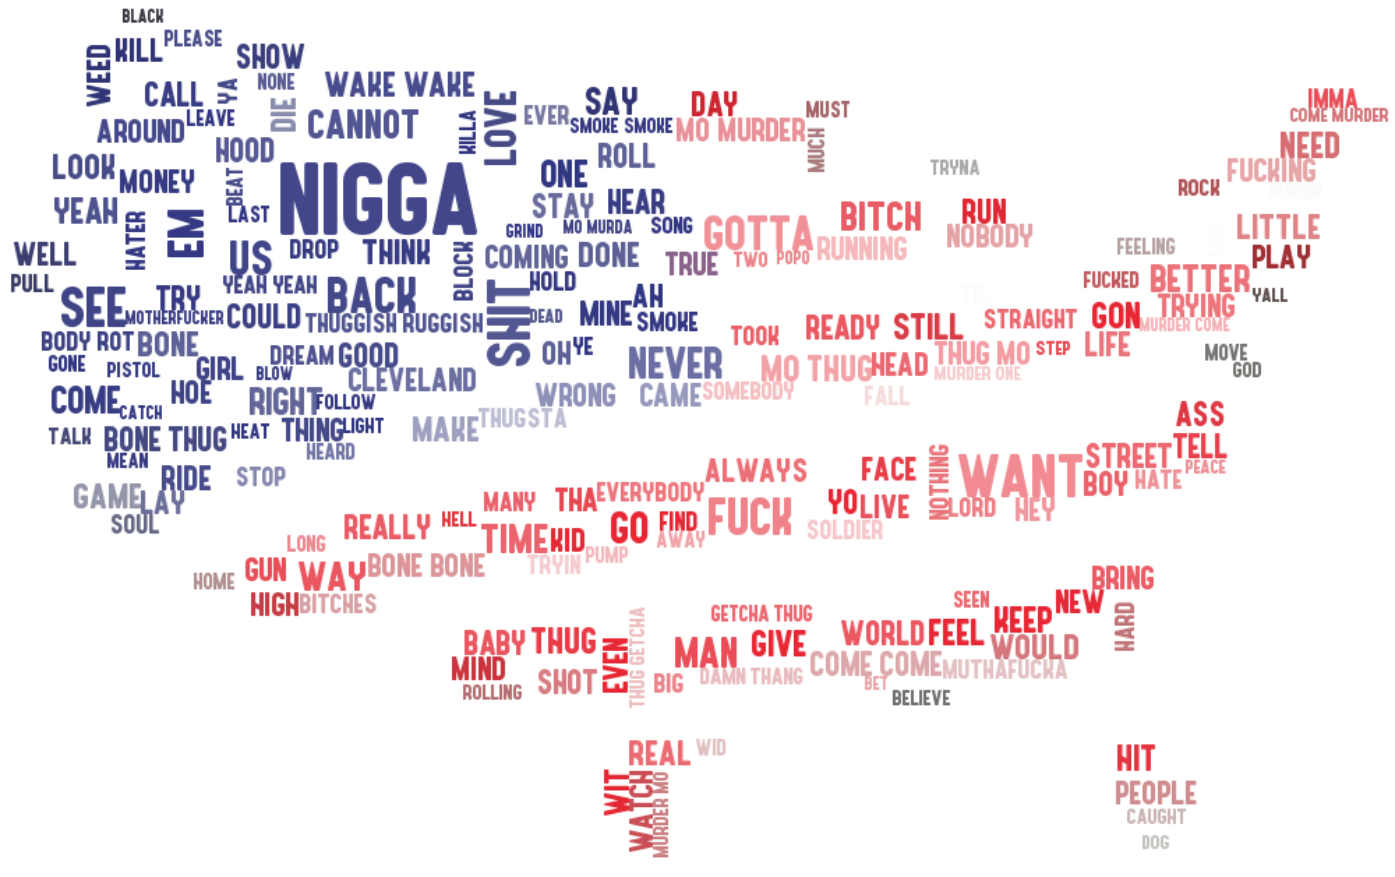 BLACK
PLEASE
WEED
KILL
SHOW
NONE
YA
CALL
DIE
WAKE WAKE
LEAVE
AROUND
CANNOT
KILLA
LOVE
EVER
SAY
SMOKE SMOKE
DAY
MO MURDER
MUST
MUCH
IMMA
COME MURDER
NEED
FUCKING
HOOD
LOOK
MONEY
BEAT
NIGGA
ONE
ROLL
TRYNA
ROCK
YEAH
HATER
EM
LAST
STAY
HEAR
GRIND
MO MURDA
SONG
GOTTA
BITCH
RUN
NOBODY
LITTLE
WELL
US
DROP
THINK
BLOCK
COMING
DONE
TRUE
TWO
POPO
RUNNING
FEELING
PLAY
PULL
YEAH YEAH
BACK
SHIT
HOLD
AH
FUCKED
BETTER
YALL
SEE
TRY
MOTHERFUCKER
COULD
THUGGISH RUGGISH
DEAD
MINE
SMOKE
TOOK
READY
STILL
STRAIGHT
GON
TRYING
MURDER COME
BODY ROT
BONE
DREAM
GOOD
OH
YE
NEVER
MO THUG
HEAD
THUG MO
STEP
LIFE
MOVE
GOD
GONE
PISTOL
GIRL
BLOW
CLEVELAND
MURDER ONE
COME
CATCH
HOE
RIGHT
FOLLOW
WRONG
CAME
SOMEBODY
FALL
TALK
BONE THUG
HEAT
THING
LIGHT
MAKE
THUGSTA
ASS
MEAN
HEARD
TELL
STREET
PEACE
RIDE
STOP
ALWAYS
FACE
NOTHING
WANT
BOY
HATE
GAME
LAY
MANY
THA
EVERYBODY
FUCK
YO
LIVE
LORD
HEY
SOUL
REALLY
HELL
TIME
KID
GO
FIND
AWAY
SOLDIER
LONG
HOME
GUN
WAY
BONE BONE
TRYIN
PUMP
BRING
HIGH
BITCHES
GETCHA THUG
SEEN
KEEP
NEW
HARD
BABY
THUG
EVEN
THUG GETCHA
MAN
GIVE
WORLD
FEEL
WOULD
MIND
ROLLING
SHOT
BIG
DAMN THANG
COME COME
BET
MUTHAFUCKA
BELIEVE
REAL
WID
WIT
WATCH
MURDER MO
HIT
PEOPLE
CAUGHT
DOG